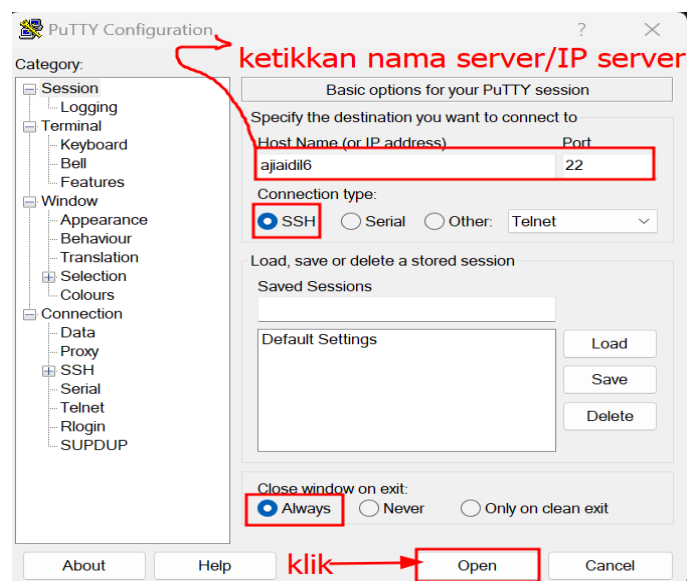 PuTTY Configuration
ketikkan nama server/IP server
Category:
Session
Logging
Terminal
Keyboard
Bell
Features
Window
Appearance
Behaviour
Translation
Selection
Colours
Connection
Data
Proxy
SSH
Serial
Telnet
Rlogin
SUPDUP
Basic options for your PuTTY session
Specify the destination you want to connect to
Host Name (or IP address) Port
ajiaidil6 22
Connection type:
SSH Serial Other: Telnet
Load, save or delete a stored session
Saved Sessions
Default Settings
Load
Save
Delete
Close window on exit:
Always Never Only on clean exit
About Help klik Open Cancel